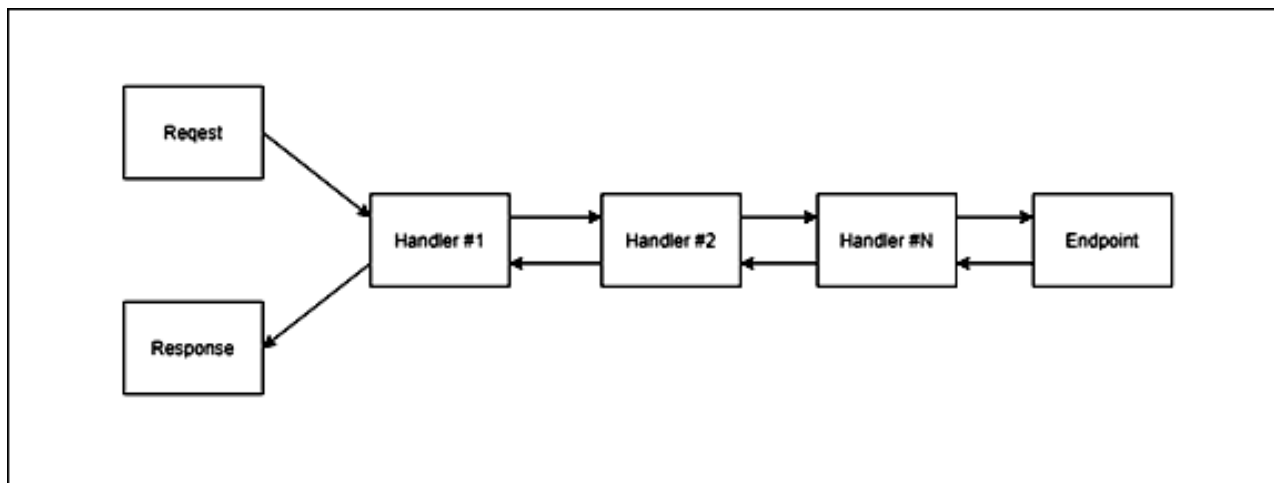 Reqest
Handler #1
Handler #2
Handler #N
Endpoint
Response